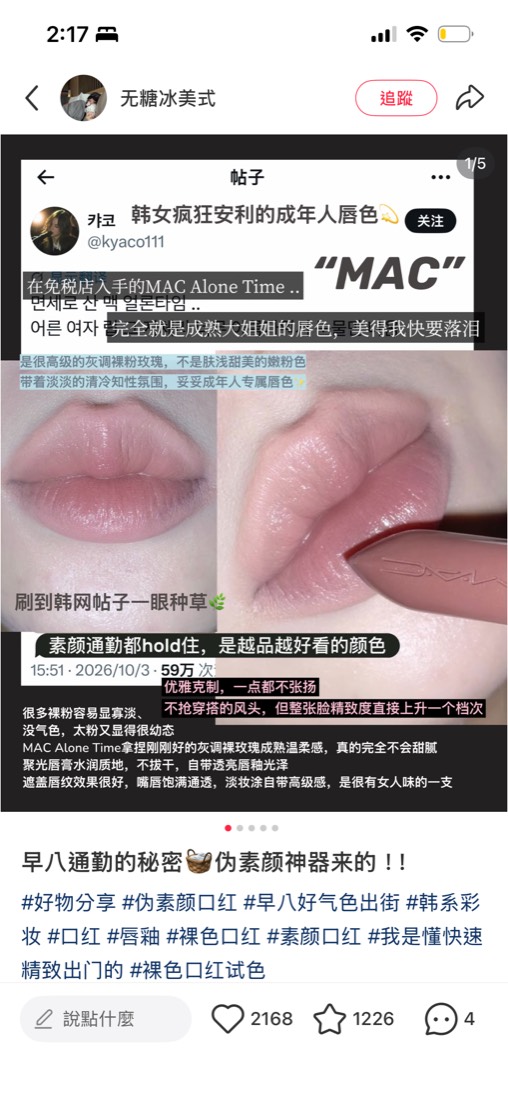 2:17
无糖冰美式
追蹤
1/5
帖子
캬코
韩女疯狂安利的成年人唇色💫
关注
@kyaco111
“MAC”
在免税店入手的MAC Alone Time ..
면세로 산 맥 얼론타임 ..
어른 여자
完全就是成熟大姐姐的唇色，美得我快要落泪
是很高级的灰调裸粉玫瑰，不是肤浅甜美的嫩粉色
带着淡淡的清冷知性氛围，妥妥成年人专属唇色✨
MAC
刷到韩网帖子一眼种草🌿
素颜通勤都hold住，是越品越好看的颜色
15:51 · 2026/10/3 · 59万 次
优雅克制，一点都不张扬
不抢穿搭的风头，但整张脸精致度直接上升一个档次
很多裸粉容易显寡淡、
没气色，太粉又显得很幼态
MAC Alone Time拿捏刚刚好的灰调裸玫瑰成熟温柔感，真的完全不会甜腻
聚光唇膏水润质地，不拔干，自带透亮唇釉光泽
遮盖唇纹效果很好，嘴唇饱满通透，淡妆涂自带高级感，是很有女人味的一支
早八通勤的秘密🧺伪素颜神器来的 ! !
#好物分享 #伪素颜口红 #早八好气色出街 #韩系彩
妆 #口红 #唇釉 #裸色口红 #素颜口红 #我是懂快速
精致出门的 #裸色口红试色
說點什麼
2168
1226
4